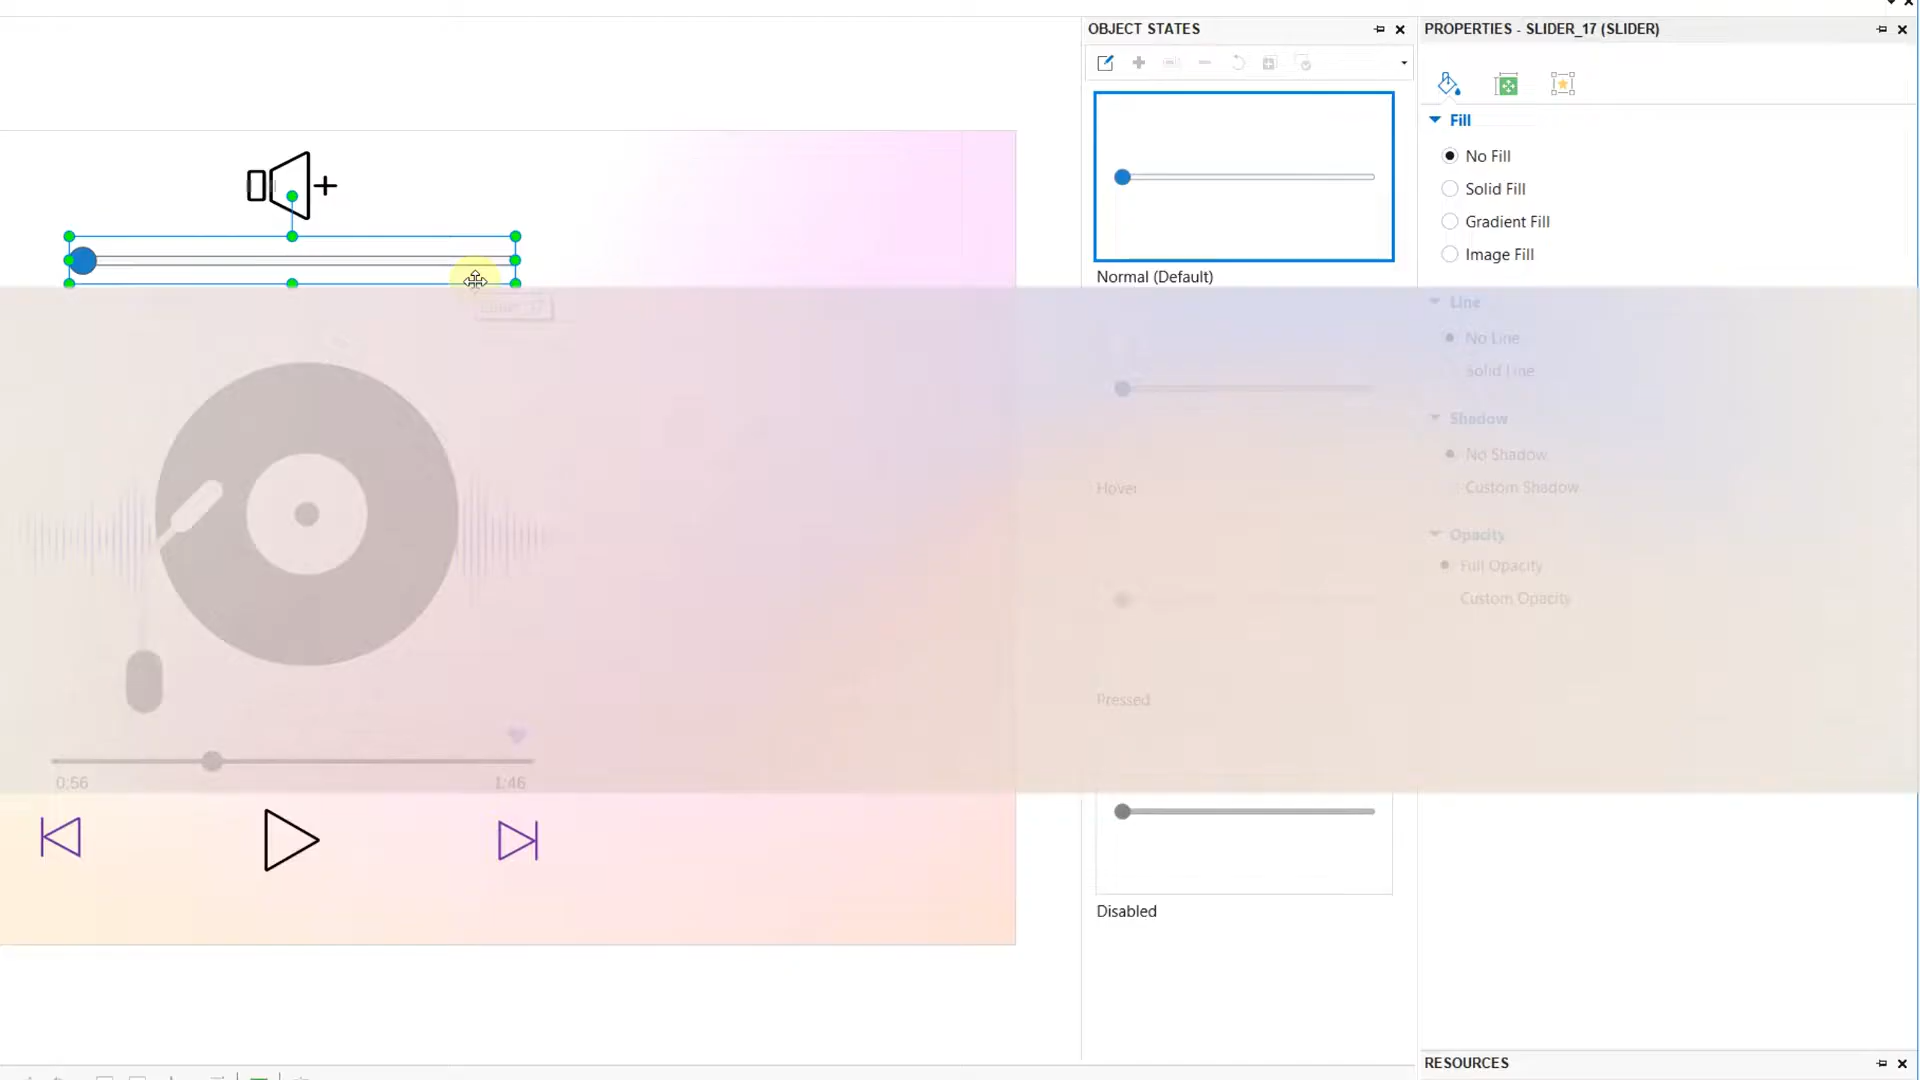 OBJECT STATES
PROPERTIES - SLIDER_17 (SLIDER)
Fill
No Fill
Solid Fill
Gradient Fill
Image Fill
Normal (Default)
Line
No Line
Solid Line
Shadow
No Shadow
Custom Shadow
Hover
Opacity
Full Opacity
Custom Opacity
Pressed
0:56
1:46
Disabled
RESOURCES